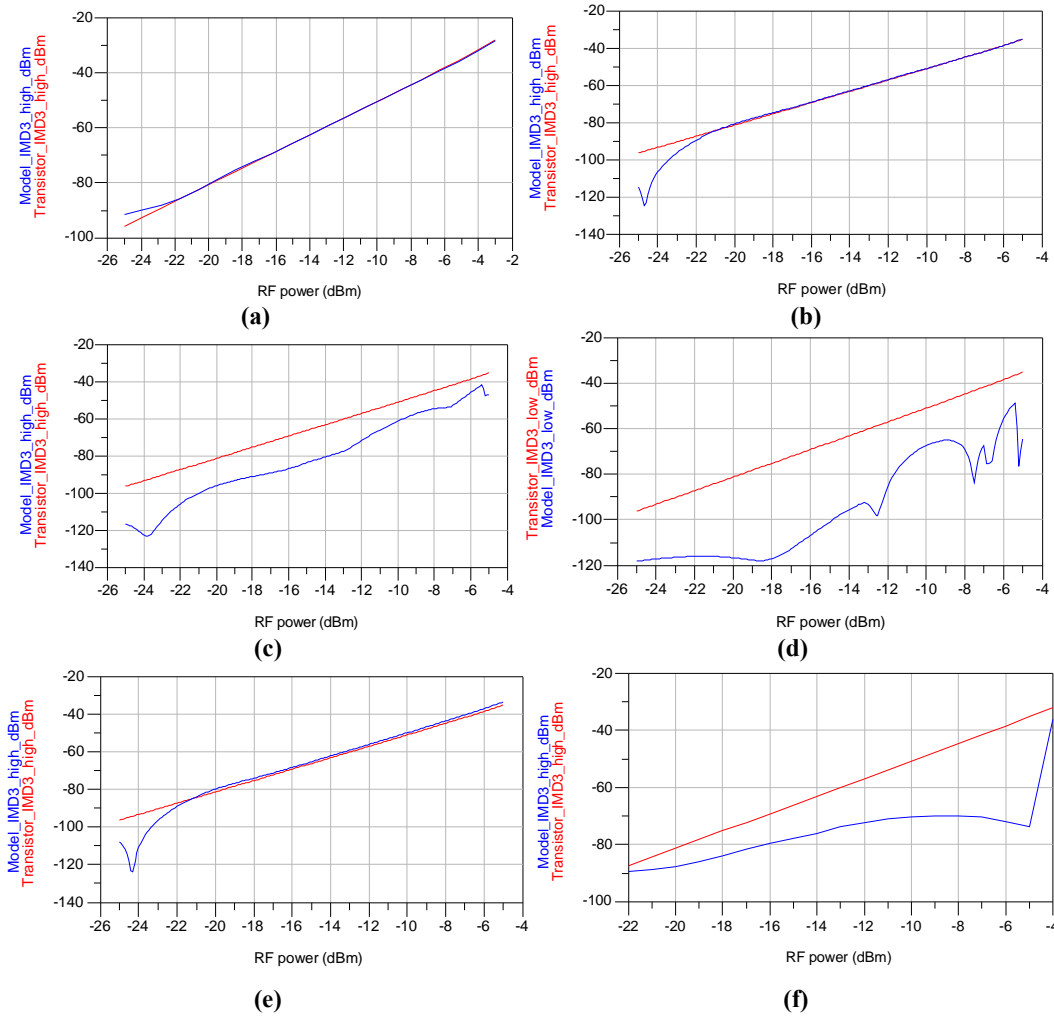 Model_IMD3_high_dBm
Transistor_IMD3_high_dBm
-20
-40
-60
-80
-100
-26 -24 -22 -20 -18 -16 -14 -12 -10 -8 -6 -4 -2
RF power (dBm)
(a)
Model_IMD3_high_dBm
Transistor_IMD3_high_dBm
-20
-40
-60
-80
-100
-120
-140
-26 -24 -22 -20 -18 -16 -14 -12 -10 -8 -6 -4
RF power (dBm)
(b)
Model_IMD3_high_dBm
Transistor_IMD3_high_dBm
-20
-40
-60
-80
-100
-120
-140
-26 -24 -22 -20 -18 -16 -14 -12 -10 -8 -6 -4
RF power (dBm)
(c)
Transistor_IMD3_low_dBm
Model_IMD3_low_dBm
-20
-40
-60
-80
-100
-120
-26 -24 -22 -20 -18 -16 -14 -12 -10 -8 -6 -4
RF power (dBm)
(d)
Model_IMD3_high_dBm
Transistor_IMD3_high_dBm
-20
-40
-60
-80
-100
-120
-140
-26 -24 -22 -20 -18 -16 -14 -12 -10 -8 -6 -4
RF power (dBm)
(e)
Model_IMD3_high_dBm
Transistor_IMD3_high_dBm
-20
-40
-60
-80
-100
-22 -20 -18 -16 -14 -12 -10 -8 -6 -4
RF power (dBm)
(f)